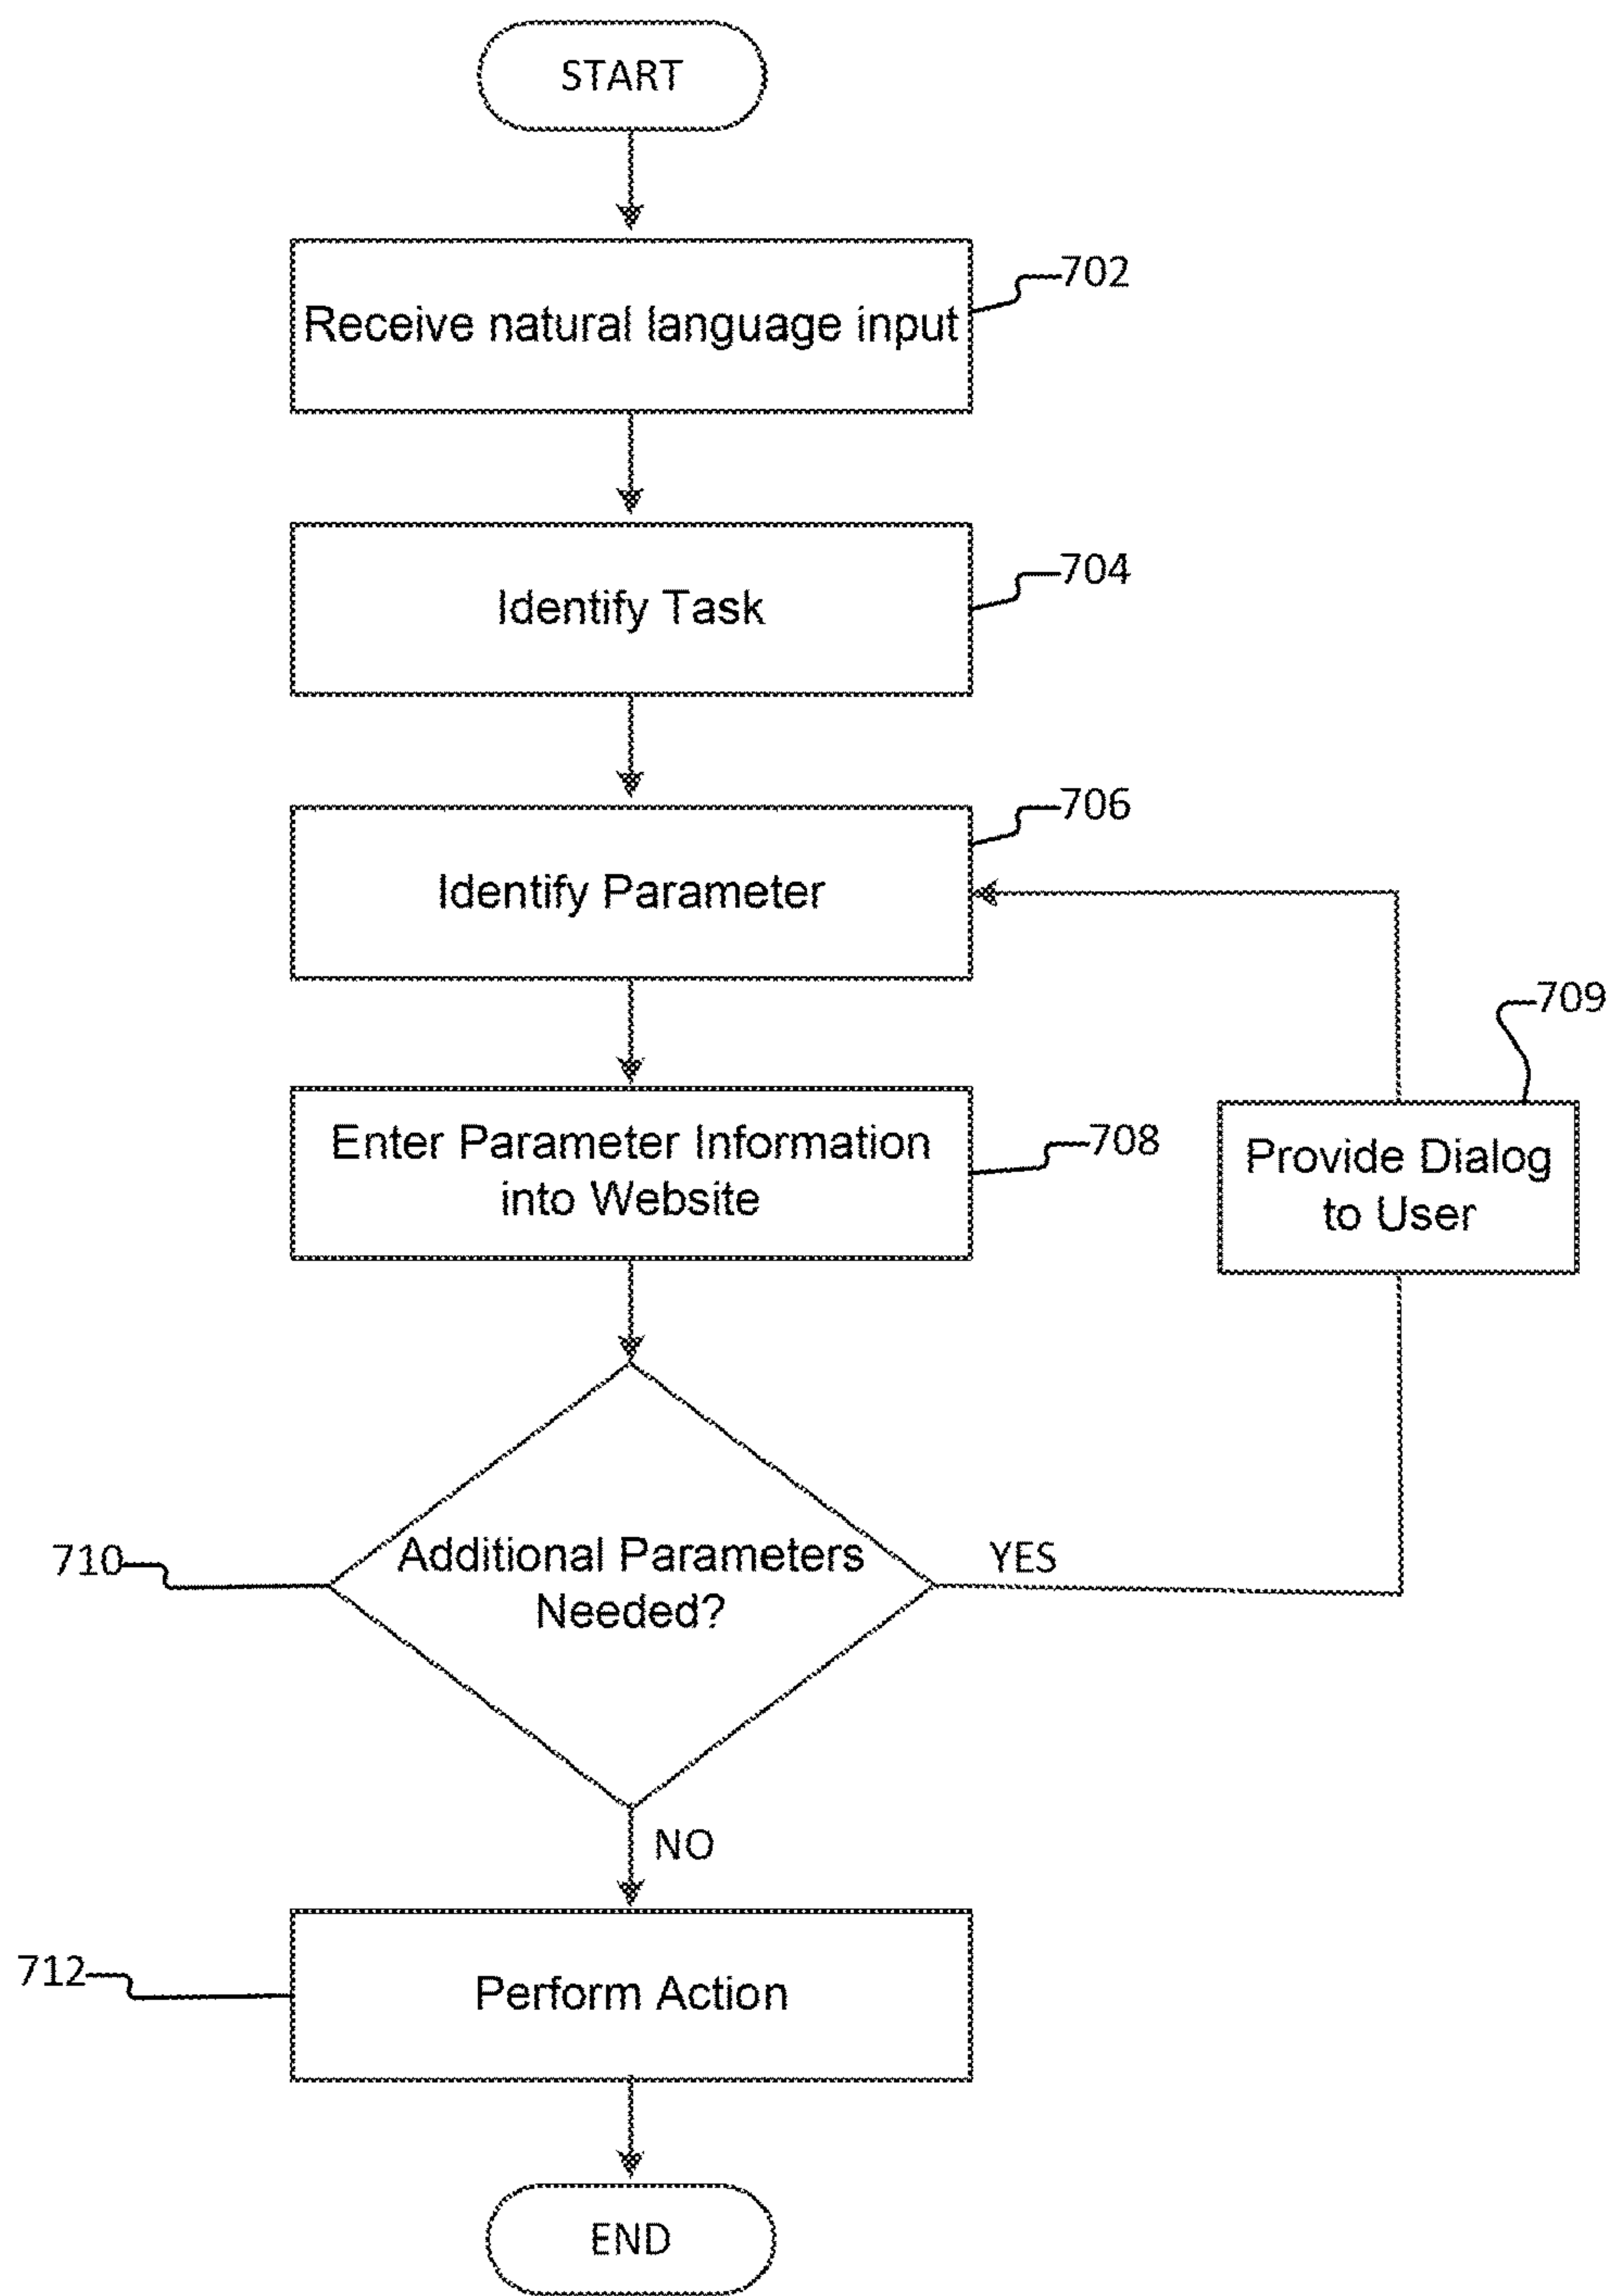 START
702
Receive natural language input
704
Identify Task
706
Identify Parameter
709
Enter Parameter Information
into Website
708
Provide Dialog
to User
710
Additional Parameters
Needed?
YES
NO
712
Perform Action
END